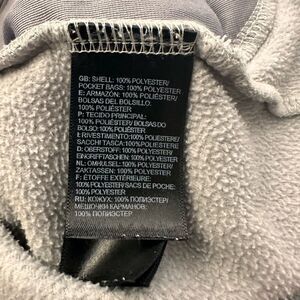 GB: SHELL: 100% POLYESTER/
POCKET BAGS: 100% POLYESTER
E: ARMAZÓN: 100% POLIÉSTER/
BOLSAS DEL BOLSILLO:
100% POLIÉSTER
P: TECIDO PRINCIPAL:
100% POLIÉSTER/ BOLSAS DO
BOLSO: 100% POLIÉSTER
I: RIVESTIMENTO: 100% POLIESTERE/
SACCHI TASCA: 100% POLIESTERE
D: OBERSTOFF: 100% POLYESTER/
EINGRIFFTASCHEN: 100% POLYESTER
NL: OMHULSEL: 100% POLYESTER/
ZAKTASSEN: 100% POLYESTER
F: ÉTOFFE EXTÉRIEURE:
100% POLYESTER/SACS DE POCHE:
100% POLYESTER
RU: КОЖУХ: 100% ПОЛИЭСТЕР/
МЕШОЧКИ КАРМАНОВ:
100% ПОЛИЭСТЕР